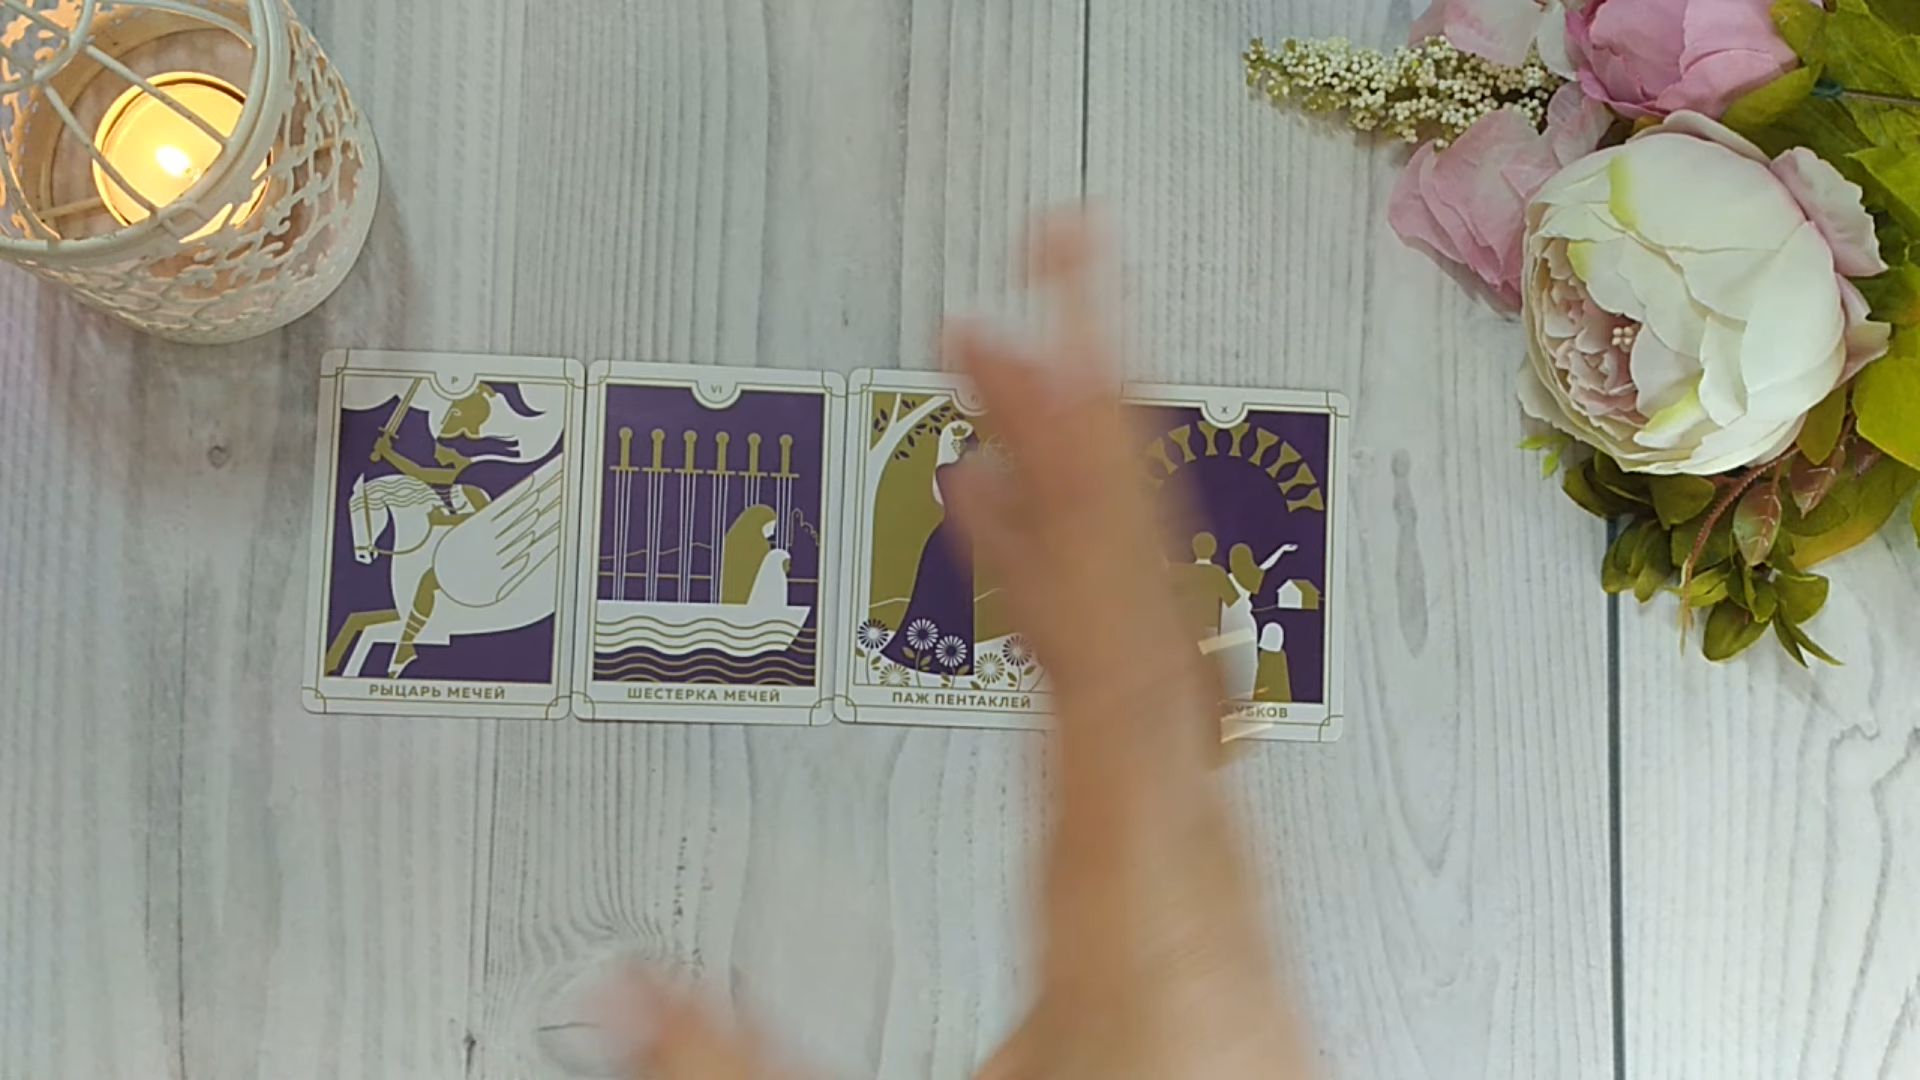 Р
VI
X
РЫЦАРЬ МЕЧЕЙ
ШЕСТЕРКА МЕЧЕЙ
ПАЖ ПЕНТАКЛЕЙ